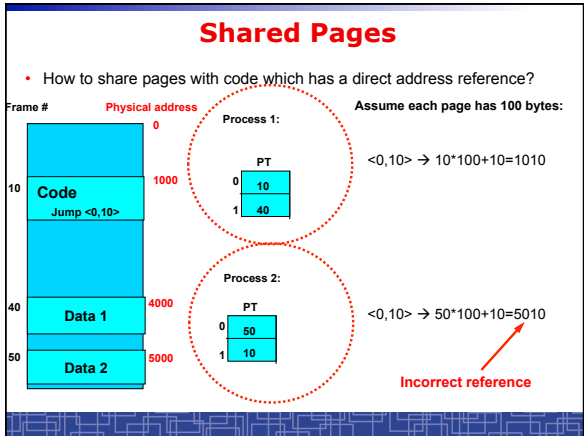 Shared Pages
• How to share pages with code which has a direct address reference?
Frame #
Physical address
0
10
Code
Jump <0,10>
1000
40
Data 1
4000
50
Data 2
5000
Process 1:
PT
0 10
1 40
Process 2:
PT
0 50
1 10
Assume each page has 100 bytes:
<0,10> → 10*100+10=1010
<0,10> → 50*100+10=5010
Incorrect reference